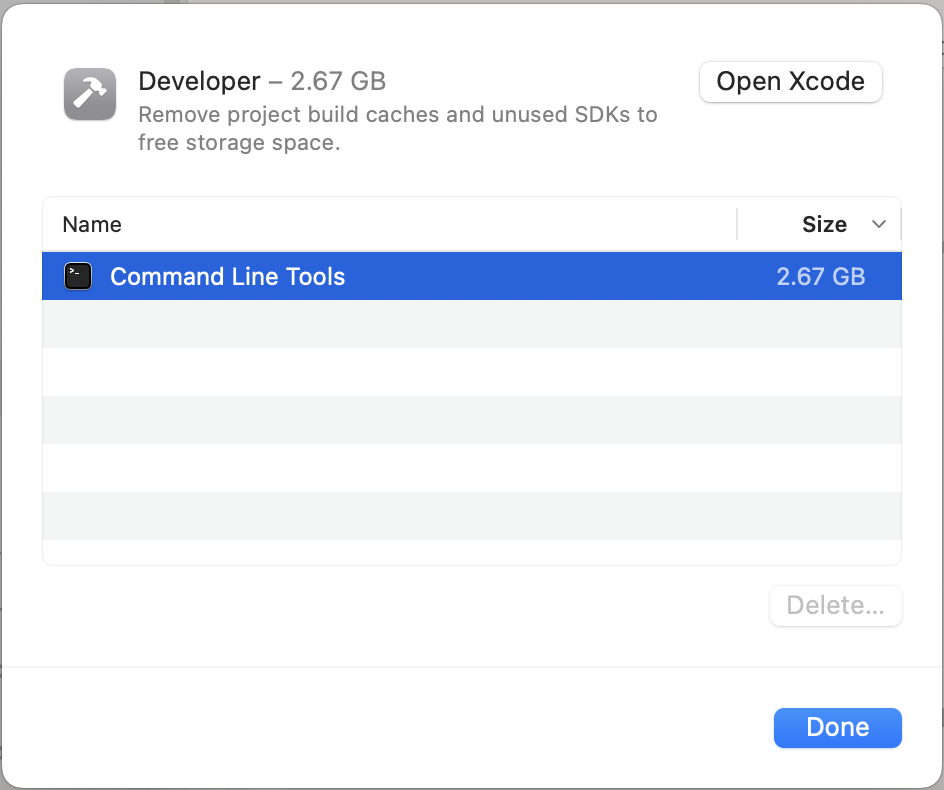 Developer – 2.67 GB
Open Xcode
Remove project build caches and unused SDKs to
free storage space.
Name
Size
>-
Command Line Tools
2.67 GB
Delete...
Done